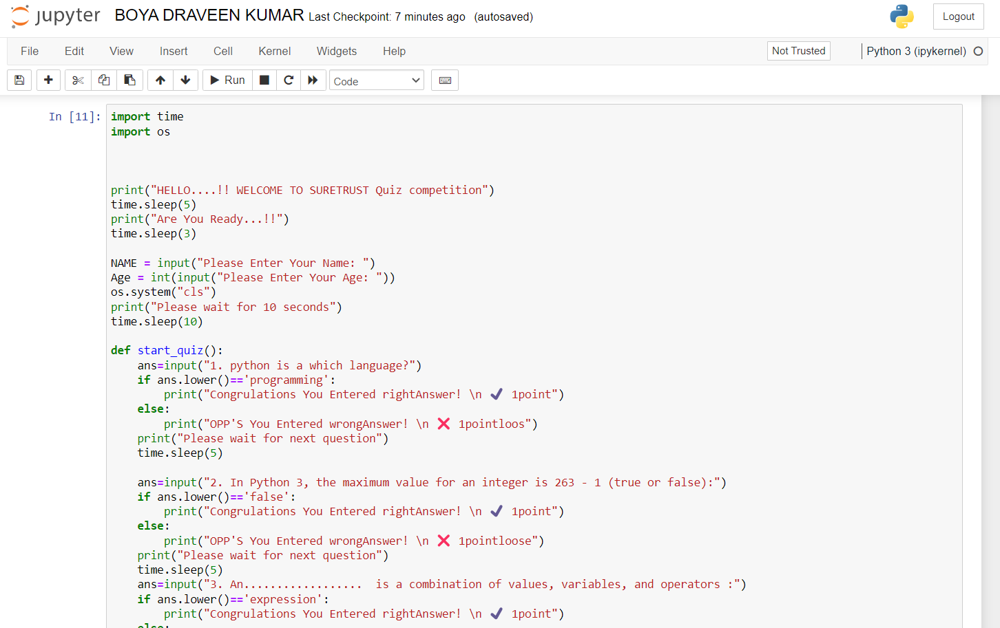 jupyter BOYA DRAVEEN KUMAR Last Checkpoint: 7 minutes ago (autosaved) Logout
File Edit View Insert Cell Kernel Widgets Help Not Trusted Python 3 (ipykernel)
Run Code
In [11]: import time
import os
print("HELLO....!! WELCOME TO SURETRUST Quiz competition")
time.sleep(5)
print("Are You Ready...!!")
time.sleep(3)
NAME = input("Please Enter Your Name: ")
Age = int(input("Please Enter Your Age: "))
os.system("cls")
print("Please wait for 10 seconds")
time.sleep(10)
def start_quiz():
ans=input("1. python is a which language?")
if ans.lower()=='programming':
print("Congrulations You Entered rightAnswer! \n ✔ 1point")
else:
print("OPP'S You Entered wrongAnswer! \n ❌ 1pointloos")
print("Please wait for next question")
time.sleep(5)
ans=input("2. In Python 3, the maximum value for an integer is 263 - 1 (true or false):")
if ans.lower()=='false':
print("Congrulations You Entered rightAnswer! \n ✔ 1point")
else:
print("OPP'S You Entered wrongAnswer! \n ❌ 1pointloose")
print("Please wait for next question")
time.sleep(5)
ans=input("3. An..................  is a combination of values, variables, and operators :")
if ans.lower()=='expression':
print("Congrulations You Entered rightAnswer! \n ✔ 1point")
else: